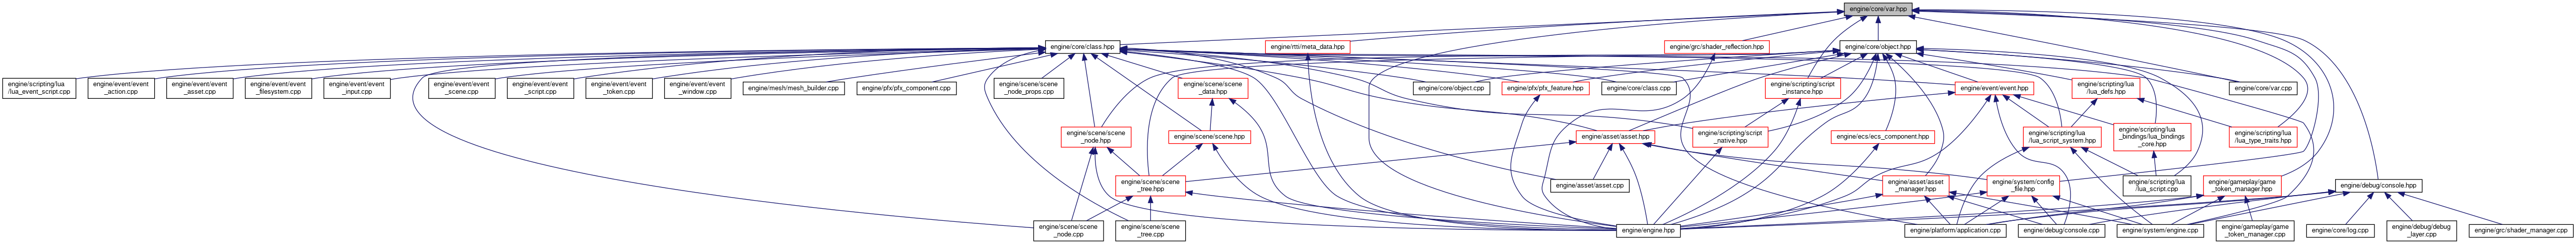 engine/core/var.hpp
engine/core/class.hpp
engine/rtti/meta_data.hpp
engine/grc/shader_reflection.hpp
engine/core/object.hpp
engine/scripting/lua
/lua_event_script.cpp
engine/event/event
_action.cpp
engine/event/event
_asset.cpp
engine/event/event
_filesystem.cpp
engine/event/event
_input.cpp
engine/event/event
_scene.cpp
engine/event/event
_script.cpp
engine/event/event
_token.cpp
engine/event/event
_window.cpp
engine/mesh/mesh_builder.cpp
engine/pfx/pfx_component.cpp
engine/scene/scene
_node_props.cpp
engine/scene/scene
_data.hpp
engine/core/object.cpp
engine/pfx/pfx_feature.hpp
engine/core/class.cpp
engine/scripting/script
_instance.hpp
engine/event/event.hpp
engine/scripting/lua
/lua_defs.hpp
engine/core/var.cpp
engine/scene/scene
_node.hpp
engine/scene/scene.hpp
engine/asset/asset.hpp
engine/scripting/script
_native.hpp
engine/ecs/ecs_component.hpp
engine/scripting/lua
/lua_script_system.hpp
engine/scripting/lua
_bindings/lua_bindings
_core.hpp
engine/scripting/lua
/lua_type_traits.hpp
engine/scene/scene
_tree.hpp
engine/asset/asset.cpp
engine/asset/asset
_manager.hpp
engine/system/config
_file.hpp
engine/scripting/lua
/lua_script.cpp
engine/gameplay/game
_token_manager.hpp
engine/debug/console.hpp
engine/scene/scene
_node.cpp
engine/scene/scene
_tree.cpp
engine/engine.hpp
engine/platform/application.cpp
engine/debug/console.cpp
engine/system/engine.cpp
engine/gameplay/game
_token_manager.cpp
engine/core/log.cpp
engine/debug/debug
_layer.cpp
engine/grc/shader_manager.cpp